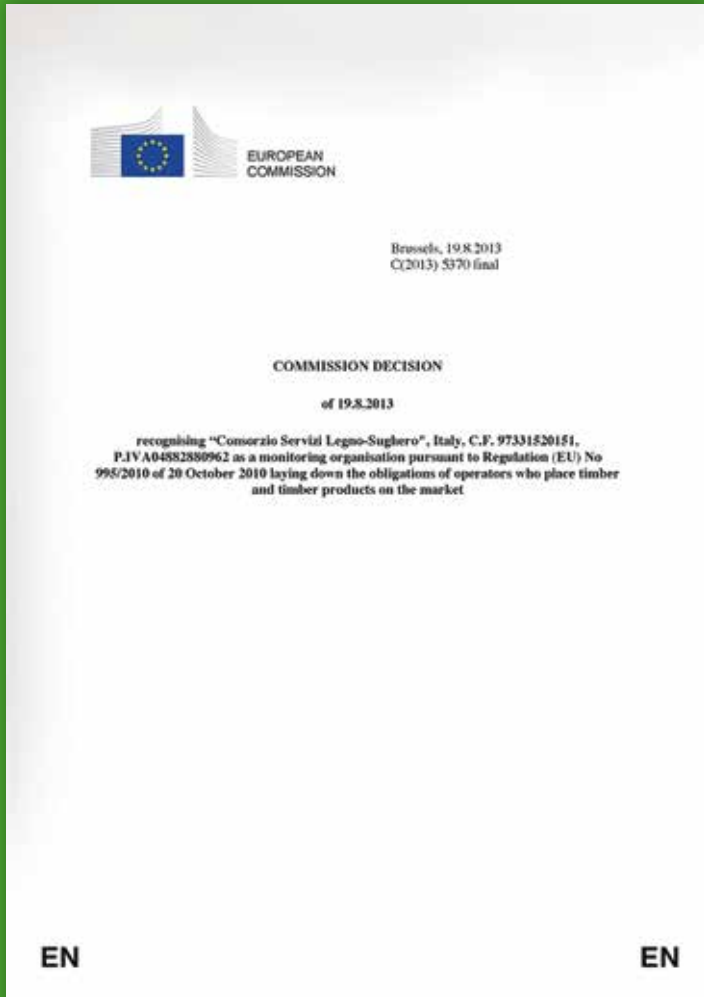 EUROPEAN
COMMISSION
Brussels, 19.8.2013
C(2013) 5370 final
COMMISSION DECISION
of 19.8.2013
recognising “Consorzio Servizi Legno-Sughero”, Italy, C.F. 97331520151,
P.IVA04882880962 as a monitoring organisation pursuant to Regulation (EU) No
995/2010 of 20 October 2010 laying down the obligations of operators who place timber
and timber products on the market
EN
EN